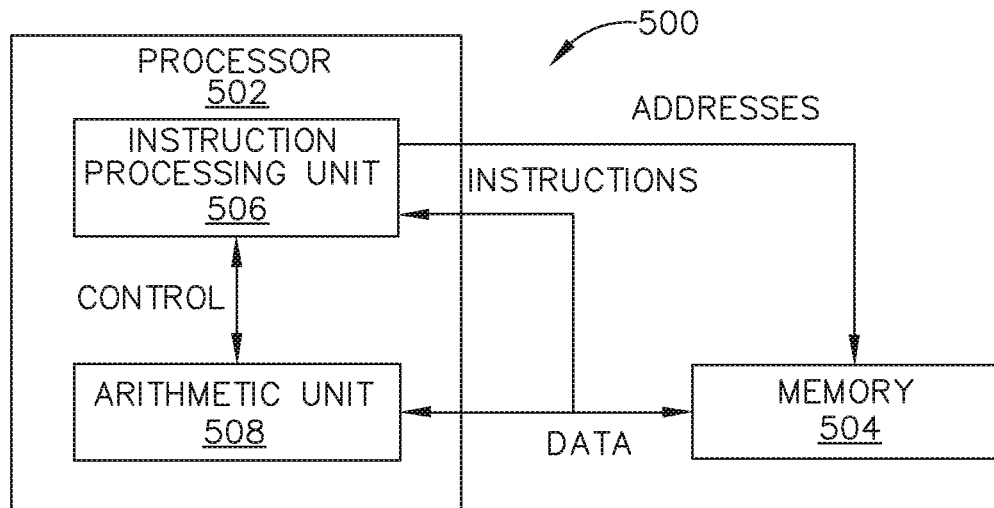 500
PROCESSOR
502
ADDRESSES
INSTRUCTION
PROCESSING UNIT
506
INSTRUCTIONS
CONTROL
ARITHMETIC UNIT
508
DATA
MEMORY
504